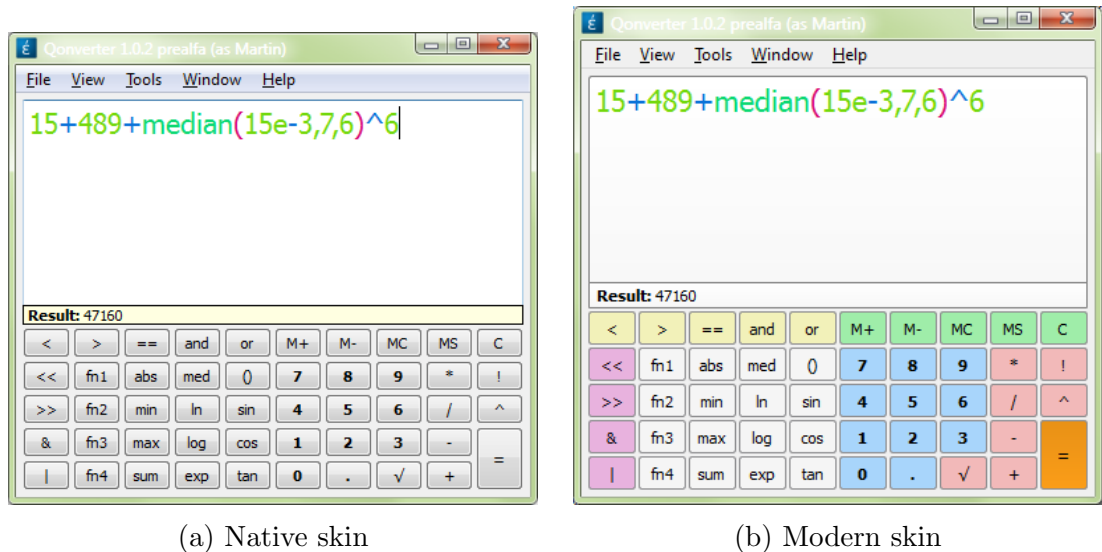 Qonverter 1.0.2 prealfa (as Martin)
File View Tools Window Help
15+489+median(15e-3,7,6)^6
Result: 47160
< > == and or M+ M- MC MS C
<< fn1 abs med () 7 8 9 * !
>> fn2 min ln sin 4 5 6 / ^
& fn3 max log cos 1 2 3 - =
| fn4 sum exp tan 0 . √ +
(a) Native skin
Qonverter 1.0.2 prealfa (as Martin)
File View Tools Window Help
15+489+median(15e-3,7,6)^6
Result: 47160
< > == and or M+ M- MC MS C
<< fn1 abs med () 7 8 9 * !
>> fn2 min ln sin 4 5 6 / ^
& fn3 max log cos 1 2 3 - =
| fn4 sum exp tan 0 . √ +
(b) Modern skin